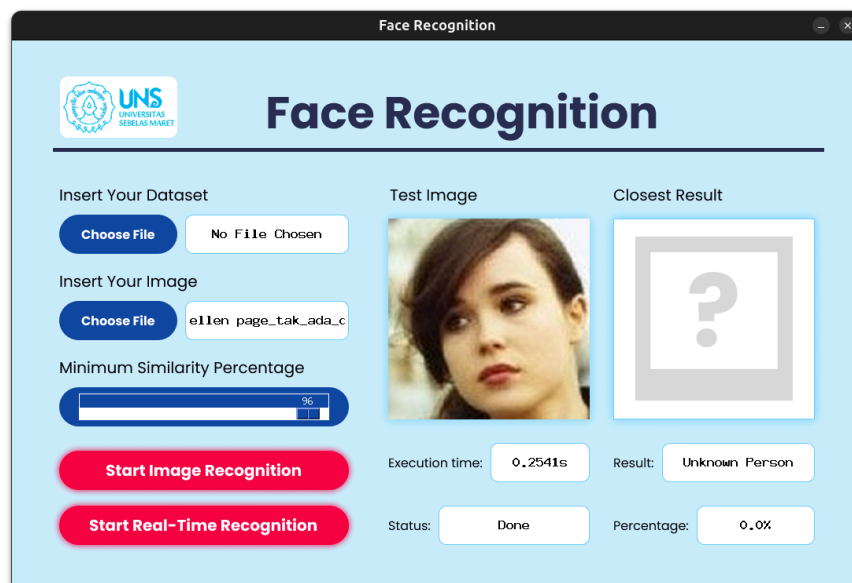 Face Recognition
UNS
UNIVERSITAS
SEBELAS MARET
Face Recognition
Insert Your Dataset
Choose File
No File Chosen
Insert Your Image
Choose File
ellen page_tak_ada_c
Minimum Similarity Percentage
96
Start Image Recognition
Start Real-Time Recognition
Test Image
Closest Result
?
Execution time:
0.2541s
Result:
Unknown Person
Status:
Done
Percentage:
0.0%